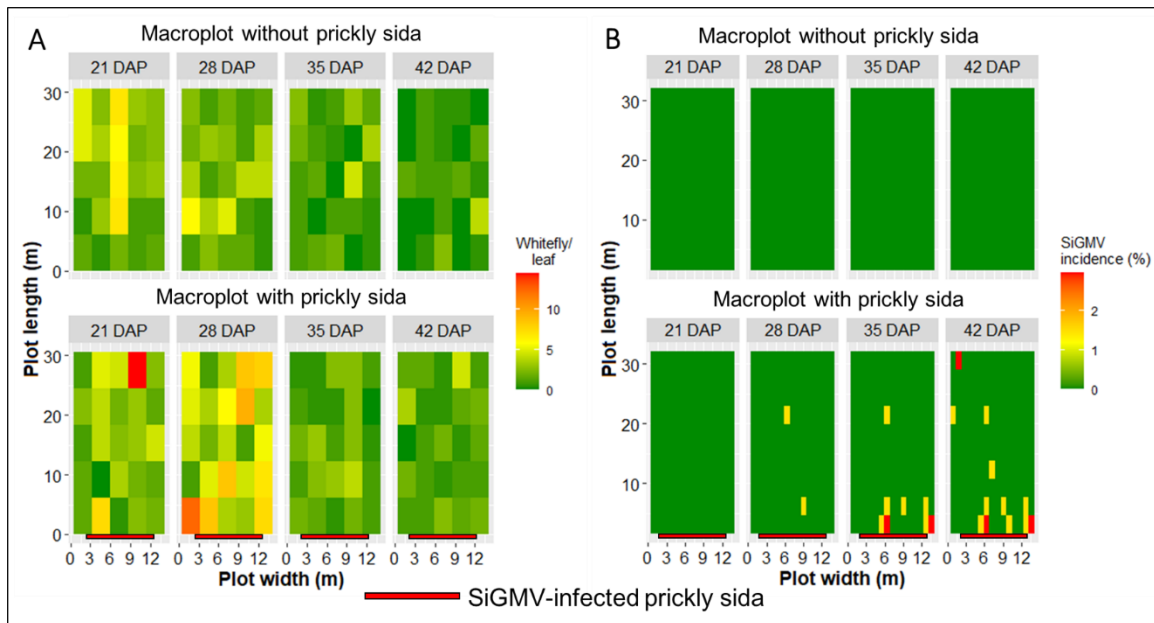 A
Macroplot without prickly sida
21 DAP 28 DAP 35 DAP 42 DAP
30
20
10
0
Whitefly/
leaf
10
5
0
Macroplot with prickly sida
21 DAP 28 DAP 35 DAP 42 DAP
30
20
10
0
Plot length (m)
0 3 6 9 12 0 3 6 9 12 0 3 6 9 12 0 3 6 9 12
Plot width (m)
B
Macroplot without prickly sida
21 DAP 28 DAP 35 DAP 42 DAP
30
20
10
SiGMV
incidence (%)
2
1
0
Macroplot with prickly sida
21 DAP 28 DAP 35 DAP 42 DAP
30
20
10
Plot length (m)
0 3 6 9 12 0 3 6 9 12 0 3 6 9 12 0 3 6 9 12
Plot width (m)
SiGMV-infected prickly sida